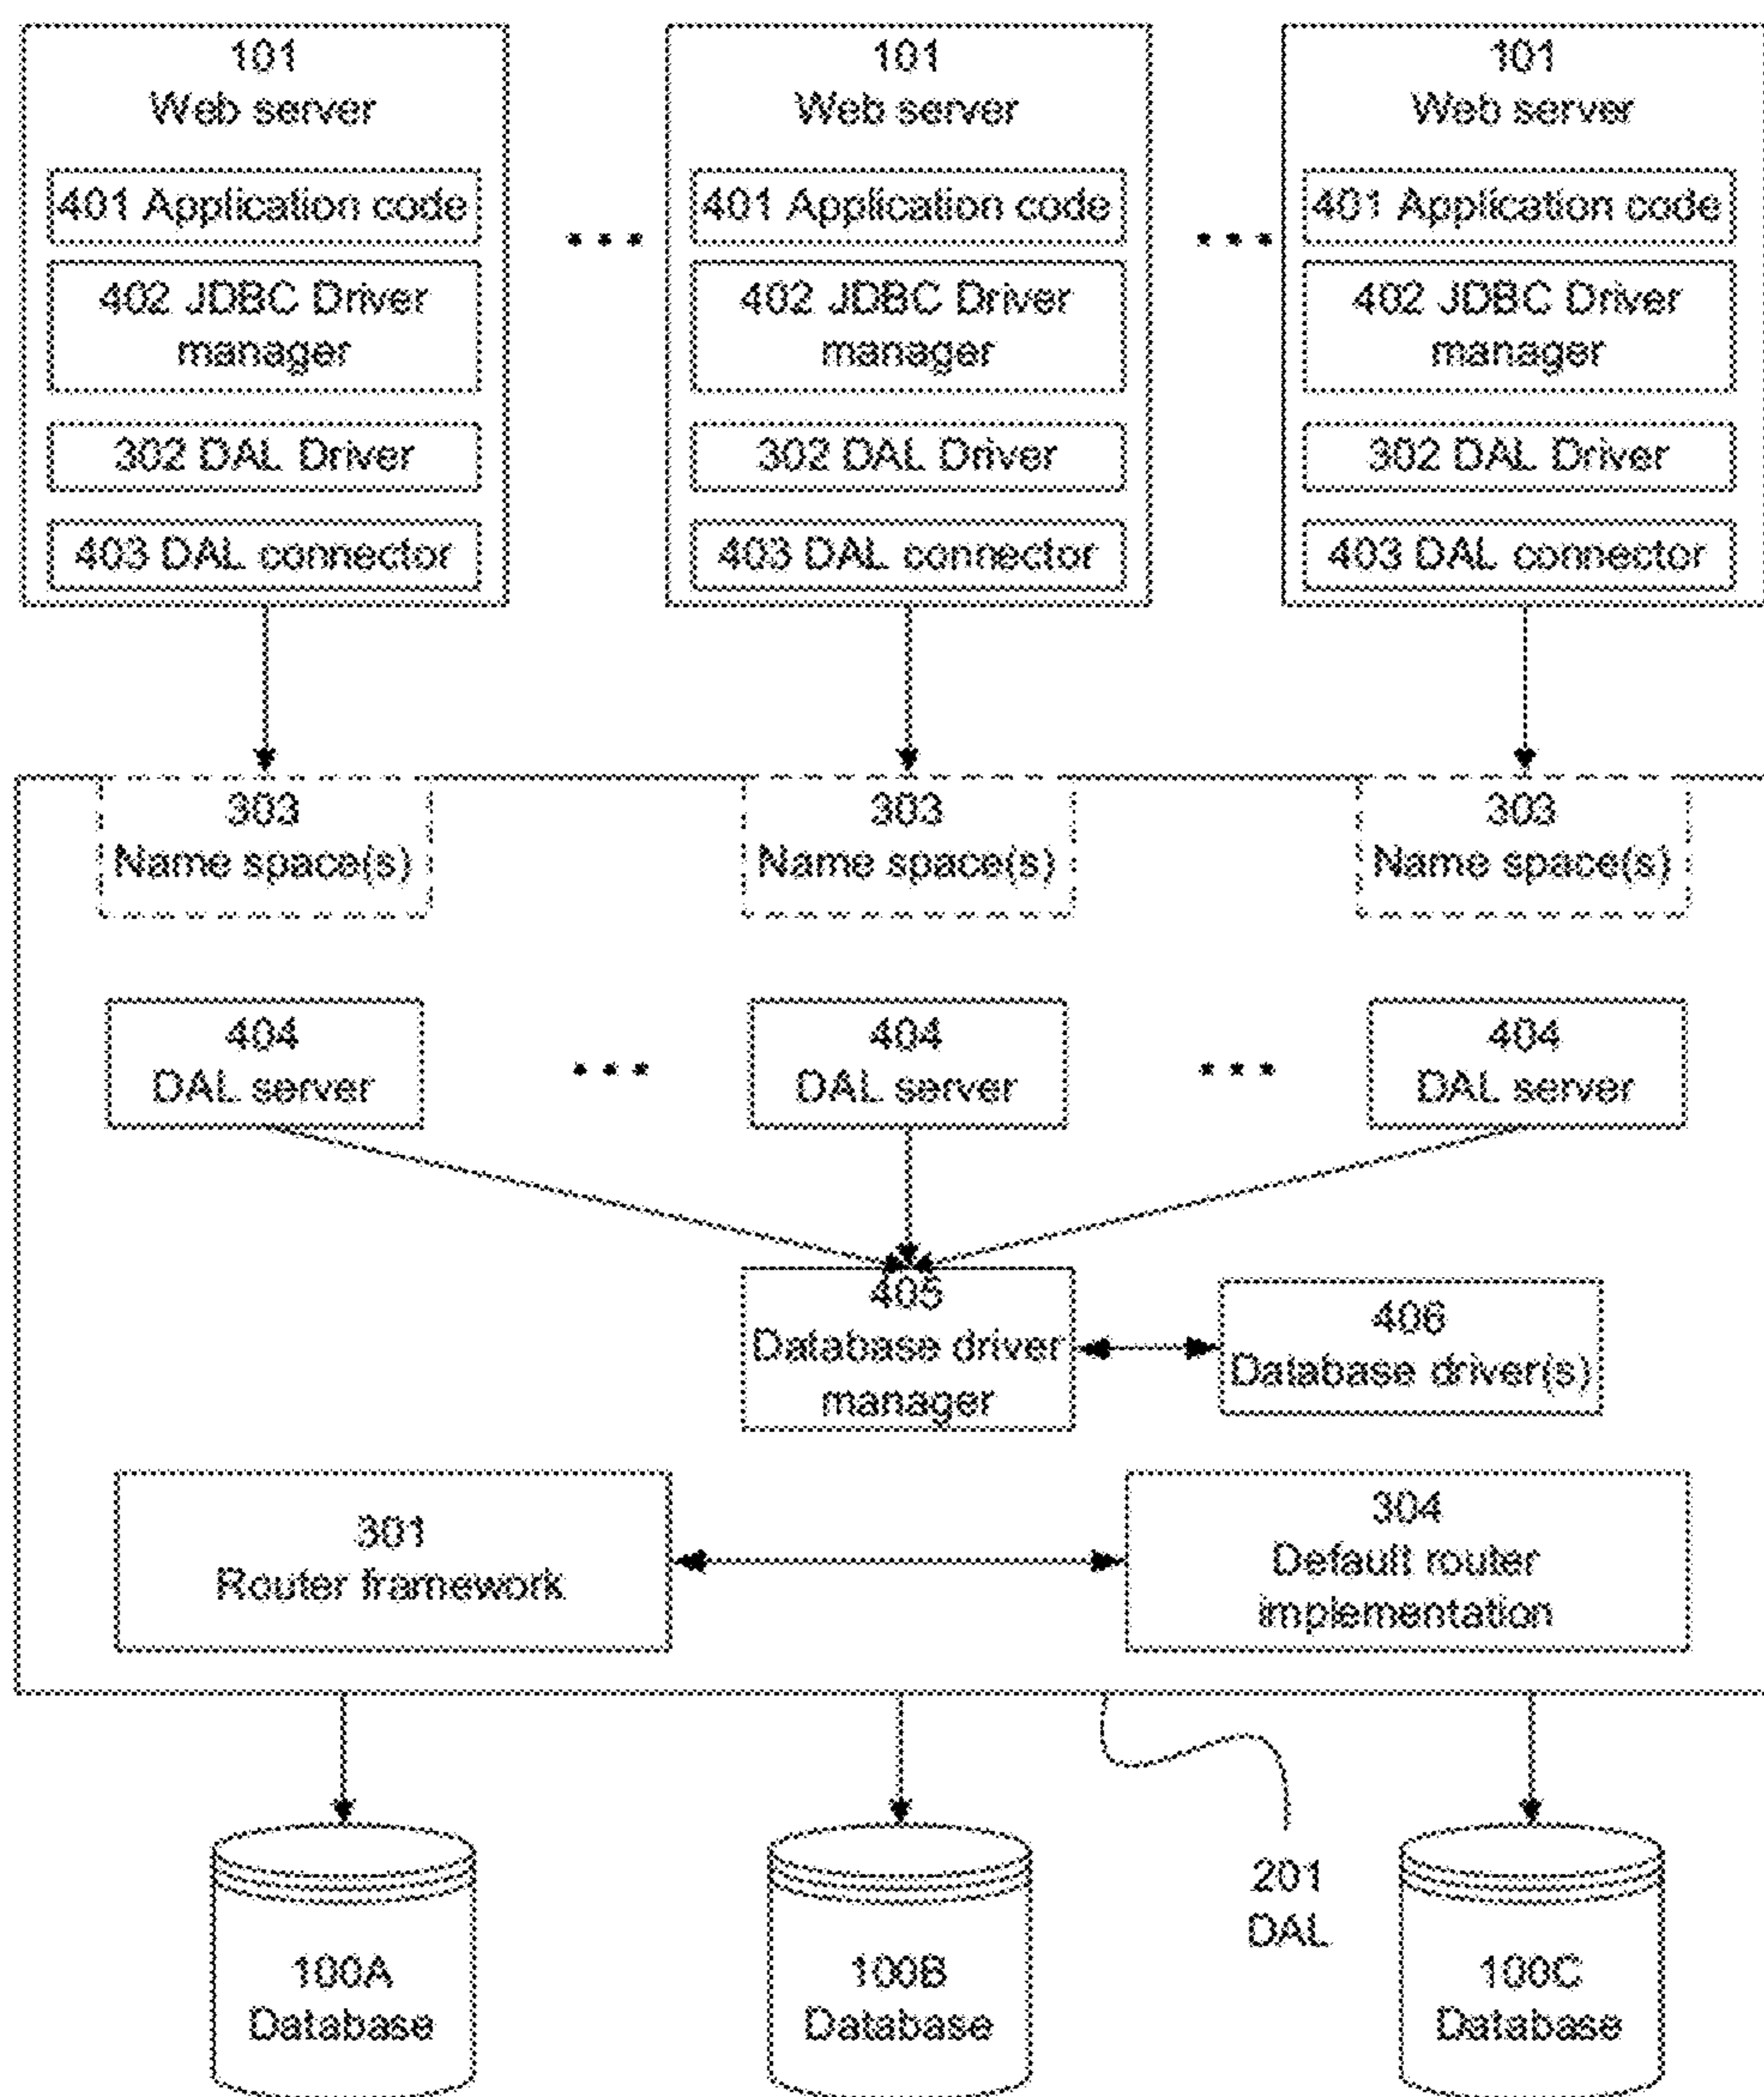 101
Web server
401 Application code
402 JDBC Driver
manager
302 DAL Driver
403 DAL connector
101
Web server
401 Application code
402 JDBC Driver
manager
302 DAL Driver
403 DAL connector
101
Web server
401 Application code
402 JDBC Driver
manager
302 DAL Driver
403 DAL connector
303
Name space(s)
303
Name space(s)
303
Name space(s)
404
DAL server
404
DAL server
404
DAL server
405
Database driver
manager
406
Database driver(s)
301
Router framework
304
Default router
implementation
201
DAL
100A
Database
100B
Database
100C
Database